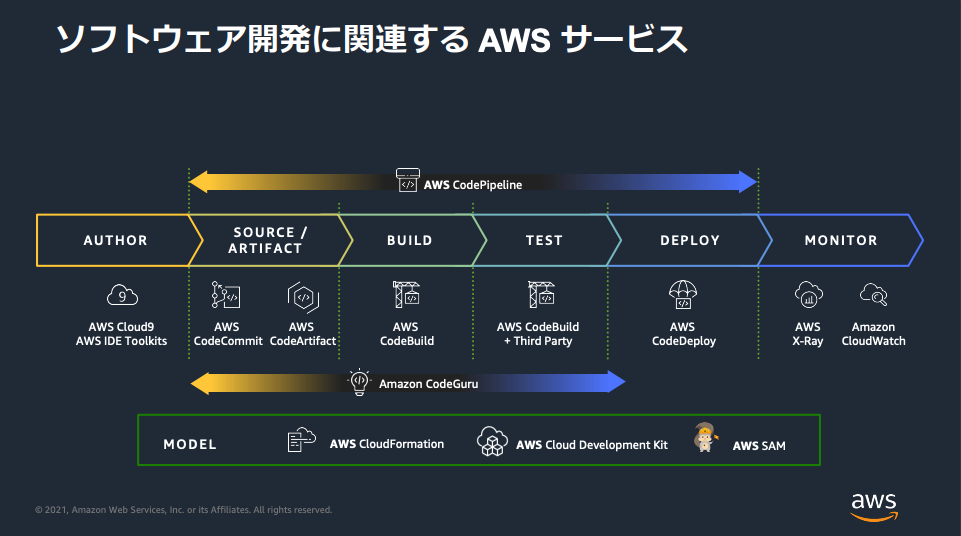 ソフトウェア開発に関連する AWS サービス
AWS CodePipeline
AUTHOR
SOURCE /
ARTIFACT
BUILD
TEST
DEPLOY
MONITOR
9
AWS Cloud9
AWS IDE Toolkits
AWS
CodeCommit
AWS
CodeArtifact
AWS
CodeBuild
AWS CodeBuild
+ Third Party
AWS
CodeDeploy
AWS
X-Ray
Amazon
CloudWatch
Amazon CodeGuru
MODEL
AWS CloudFormation
AWS Cloud Development Kit
AWS SAM
© 2021, Amazon Web Services, Inc. or its Affiliates. All rights reserved.
aws